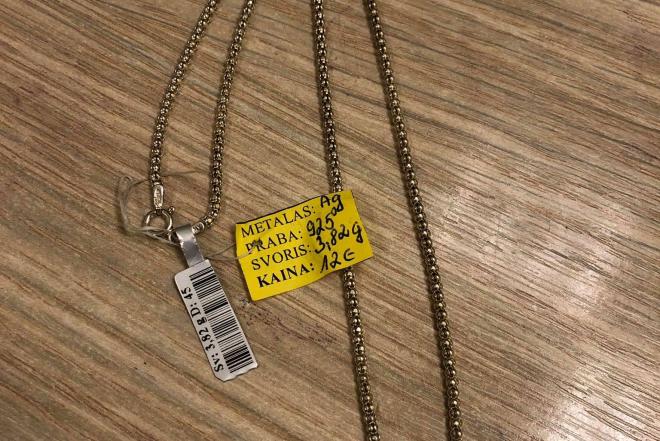 METALAS: Ag
PRABA: 925°
SVORIS: 3,82g
KAINA: 12€
SV: 3,82 g D: 45